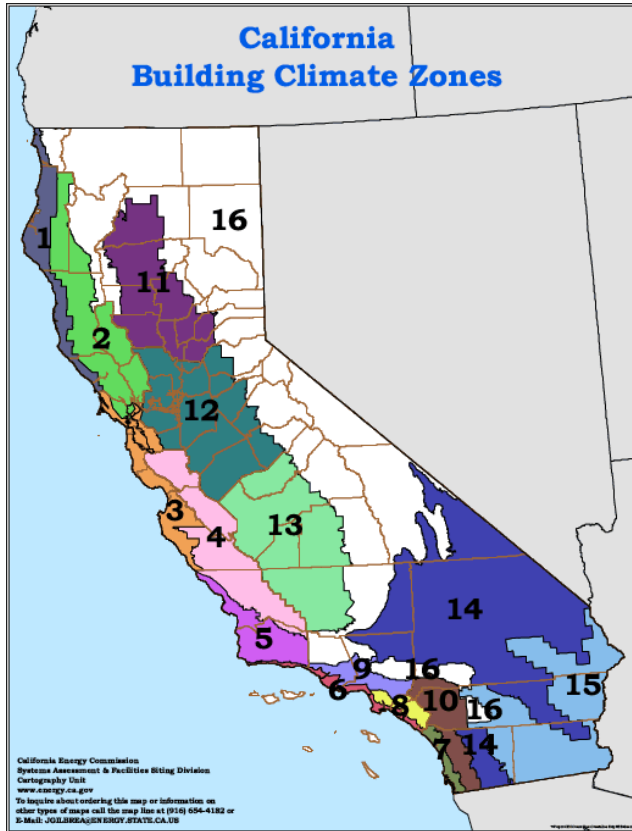 California
Building Climate Zones
16
1
11
2
12
3
4
13
14
5
9
16
6
15
8
10
16
7
14
California Energy Commission
Systems Assessment & Facilities Siting Division
Cartography Unit
www.energy.ca.gov
To inquire about ordering this map or information on
other types of maps call the map line at (916) 654-4182 or
E-Mail: JGILBREA@ENERGY.STATE.CA.US